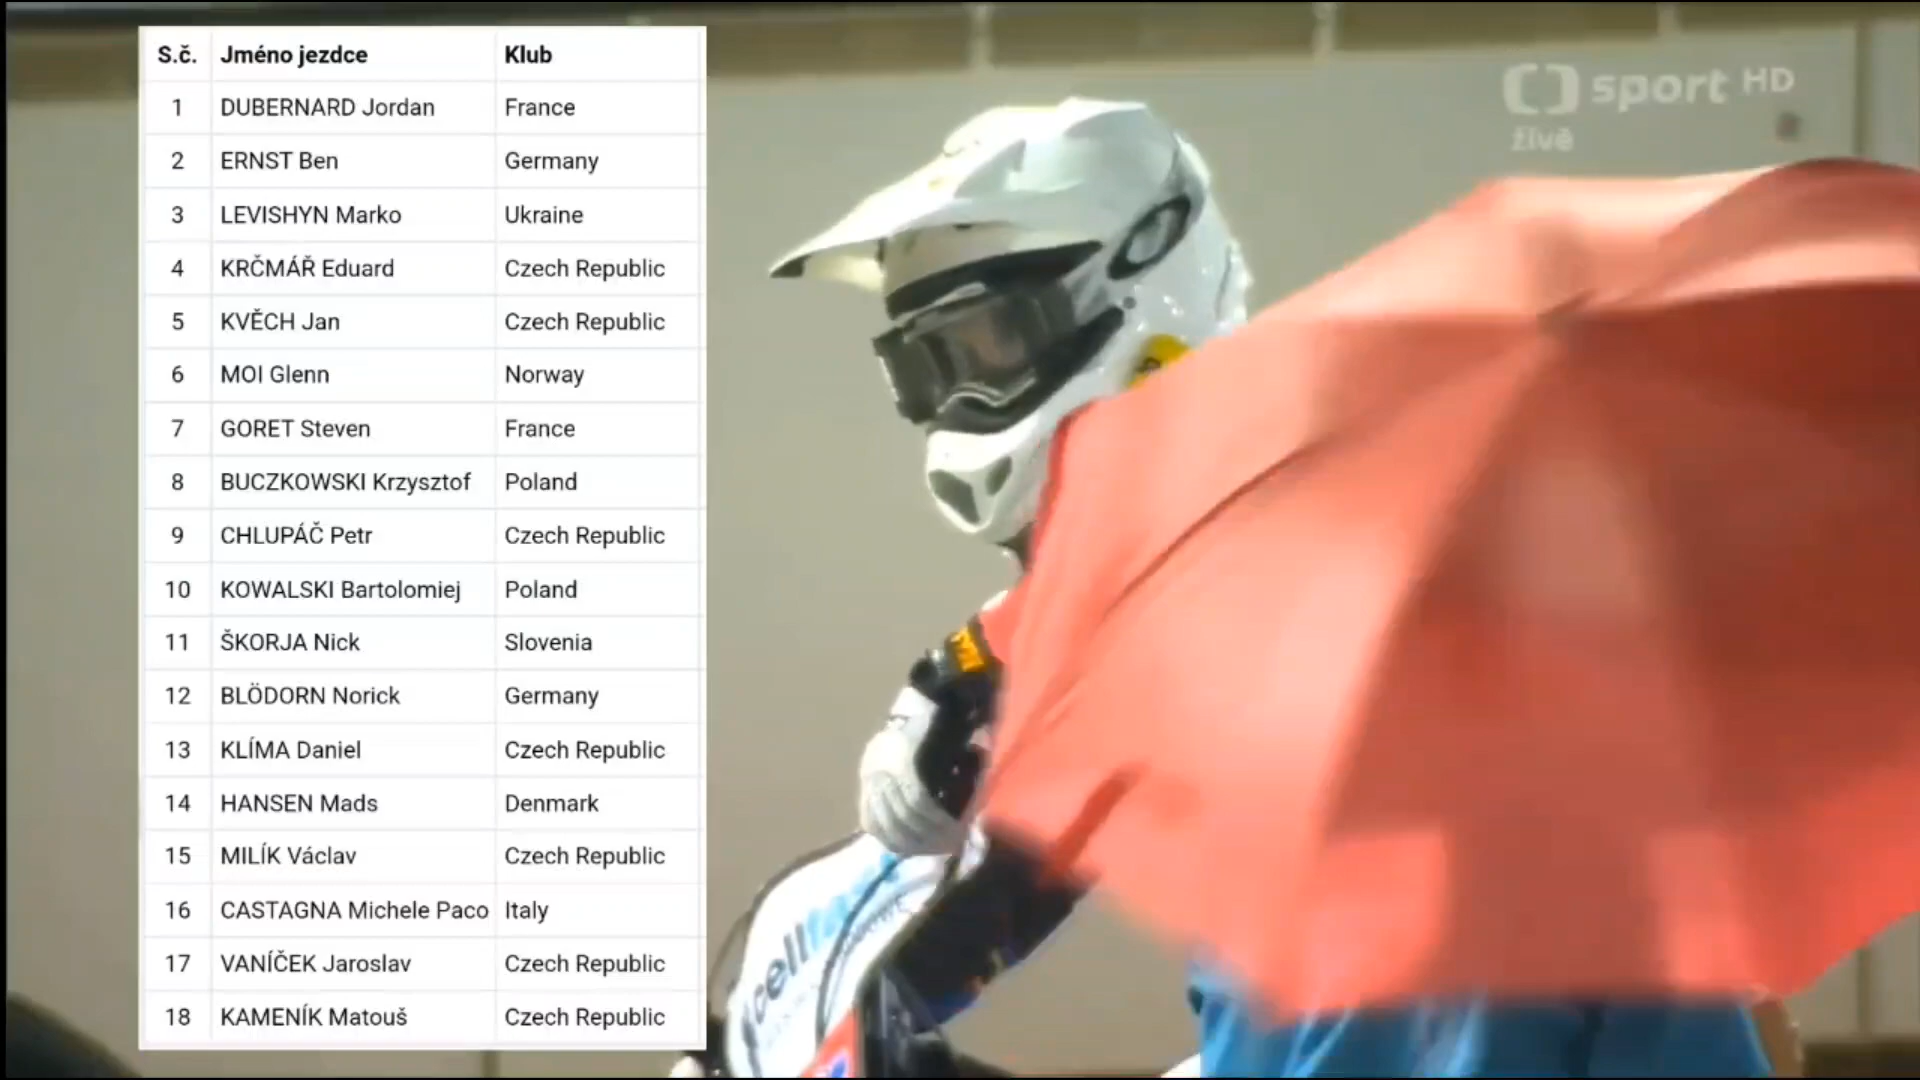 S.č. Jméno jezdce Klub
1 DUBERNARD Jordan France
2 ERNST Ben Germany
3 LEVISHYN Marko Ukraine
4 KRČMÁŘ Eduard Czech Republic
5 KVĚCH Jan Czech Republic
6 MOI Glenn Norway
7 GORET Steven France
8 BUCZKOWSKI Krzysztof Poland
9 CHLUPÁČ Petr Czech Republic
10 KOWALSKI Bartolomiej Poland
11 ŠKORJA Nick Slovenia
12 BLÖDORN Norick Germany
13 KLÍMA Daniel Czech Republic
14 HANSEN Mads Denmark
15 MILÍK Václav Czech Republic
16 CASTAGNA Michele Paco Italy
17 VANÍČEK Jaroslav Czech Republic
18 KAMENÍK Matouš Czech Republic
sport HD
živě